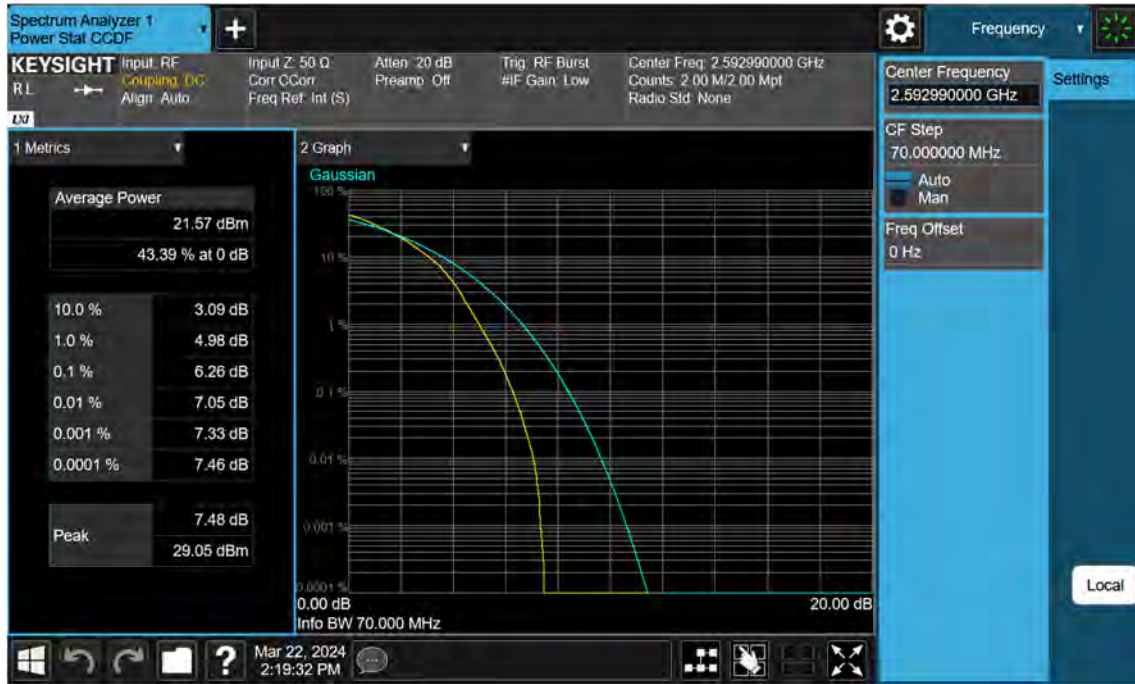 Spectrum Analyzer 1
Power Stat CCDF
Frequency
KEYSIGHT
RL
LXI
Input: RF
Coupling: DC
Align: Auto
Input Z: 50 Ω
Corr CCorr
Freq Ref: Int (S)
Atten: 20 dB
Preamp: Off
Trig: RF Burst
#IF Gain: Low
Center Freq: 2.592990000 GHz
Counts: 2.00 M/2.00 Mpt
Radio Std: None
Center Frequency
2.592990000 GHz
Settings
CF Step
70.000000 MHz
Auto
Man
Freq Offset
0 Hz
1 Metrics
Average Power
21.57 dBm
43.39 % at 0 dB
10.0 % 3.09 dB
1.0 % 4.98 dB
0.1 % 6.26 dB
0.01 % 7.05 dB
0.001 % 7.33 dB
0.0001 % 7.46 dB
Peak
7.48 dB
29.05 dBm
2 Graph
Gaussian
100 %
10 %
1 %
0.1 %
0.01 %
0.001 %
0.0001 %
0.00 dB 20.00 dB
Info BW 70.000 MHz
Local
Mar 22, 2024
2:19:32 PM